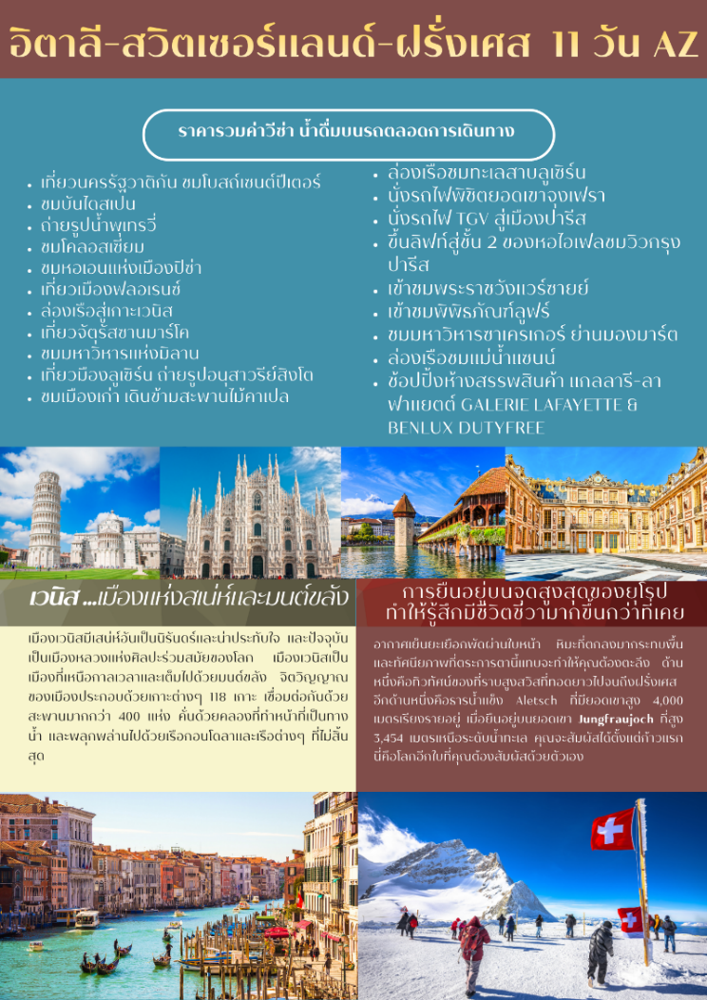 อิตาลี-สวิตเซอร์แลนด์-ฝรั่งเศส 11 วัน AZ
ราคารวมค่าวีซ่า น้ำดื่มบนรถตลอดการเดินทาง
เที่ยวนครรัฐวาติกัน ชมโบสถ์เซนต์ปีเตอร์
ชมบันไดสเปน
ถ่ายรูปน้ำพุเทรวี่
ชมโคลอสเซี่ยม
ชมหอเอนแห่งเมืองปิซ่า
เที่ยวเมืองฟลอเรนซ์
ล่องเรือสู่เกาะเวนิส
เที่ยวจัตุรัสซานมาร์โค
ชมมหาวิหารแห่งมิลาน
เที่ยวมืองลูเซิร์น ถ่ายรูปอนุสาวรีย์สิงโต
ชมเมืองเก่า เดินข้ามสะพานไม้คาเปล
ล่องเรือชมทะเลสาบลูเซิร์น
นั่งรถไฟพิชิตยอดเขาจุงเฟรา
นั่งรถไฟ TGV สู่เมืองปารีส
ขึ้นลิฟท์สู่ชั้น 2 ของหอไอเฟลชมวิวกรุง
ปารีส
เข้าชมพระราชวังแวร์ซายย์
เข้าชมพิพิธภัณฑ์ลูฟร์
ชมมหาวิหารซาเครเกอร์ ย่านมองมาร์ต
ล่องเรือชมแม่น้ำแซนน์
ช้อปปิ้งห้างสรรพสินค้า แกลลารี-ลา
ฟาแยตต์ GALERIE LAFAYETTE &
BENLUX DUTYFREE
เวนิส ...เมืองแห่งสเน่ห์และมนต์ขลัง
เมืองเวนิสมีเสน่ห์อันเป็นนิรันดร์และน่าประทับใจ และปัจจุบัน
เป็นเมืองหลวงแห่งศิลปะร่วมสมัยของโลก เมืองเวนิสเป็น
เมืองที่เหนือกาลเวลาและเต็มไปด้วยมนต์ขลัง จิตวิญญาณ
ของเมืองประกอบด้วยเกาะต่างๆ 118 เกาะ เชื่อมต่อกันด้วย
สะพานมากกว่า 400 แห่ง คั่นด้วยคลองที่ทำหน้าที่เป็นทาง
น้ำ และพลุกพล่านไปด้วยเรือกอนโดลาและเรือต่างๆ ที่ไม่สิ้น
สุด
การยืนอยู่บนจุดสูงสุดของยุโรป
ทำให้รู้สึกมีชีวิตชีวามากขึ้นกว่าที่เคย
อากาศเย็นยะเยือกพัดผ่านใบหน้า หิมะที่ตกลงมากระทบพื้น
และทัศนียภาพที่ตระการตานี้แทบจะทำให้คุณต้องตะลึง ด้าน
หนึ่งคือทิวทัศน์ของที่ราบสูงสวิสที่ทอดยาวไปจนถึงฝรั่งเศส
อีกด้านหนึ่งคือธารน้ำแข็ง Aletsch ที่มียอดเขาสูง 4,000
เมตรเรียงรายอยู่ เมื่อยืนอยู่บนยอดเขา Jungfraujoch ที่สูง
3,454 เมตรเหนือระดับน้ำทะเล คุณจะสัมผัสได้ตั้งแต่ก้าวแรก
นี่คือโลกอีกใบที่คุณต้องสัมผัสด้วยตัวเอง